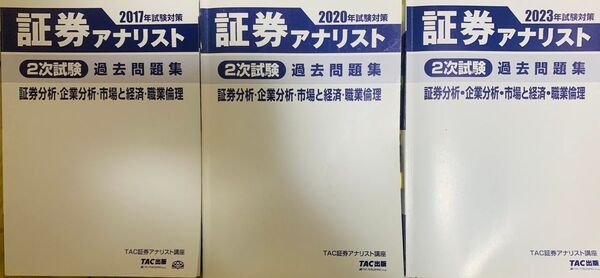 2017年試験対策
証券アナリスト
2次試験 過去問題集
証券分析・企業分析・市場と経済・職業倫理
TAC証券アナリスト講座
TAC出版
2020年試験対策
証券アナリスト
2次試験 過去問題集
証券分析・企業分析・市場と経済・職業倫理
TAC証券アナリスト講座
TAC出版
2023年試験対策
証券アナリスト
2次試験 過去問題集
証券分析・企業分析・市場と経済・職業倫理
TAC証券アナリスト講座
TAC出版